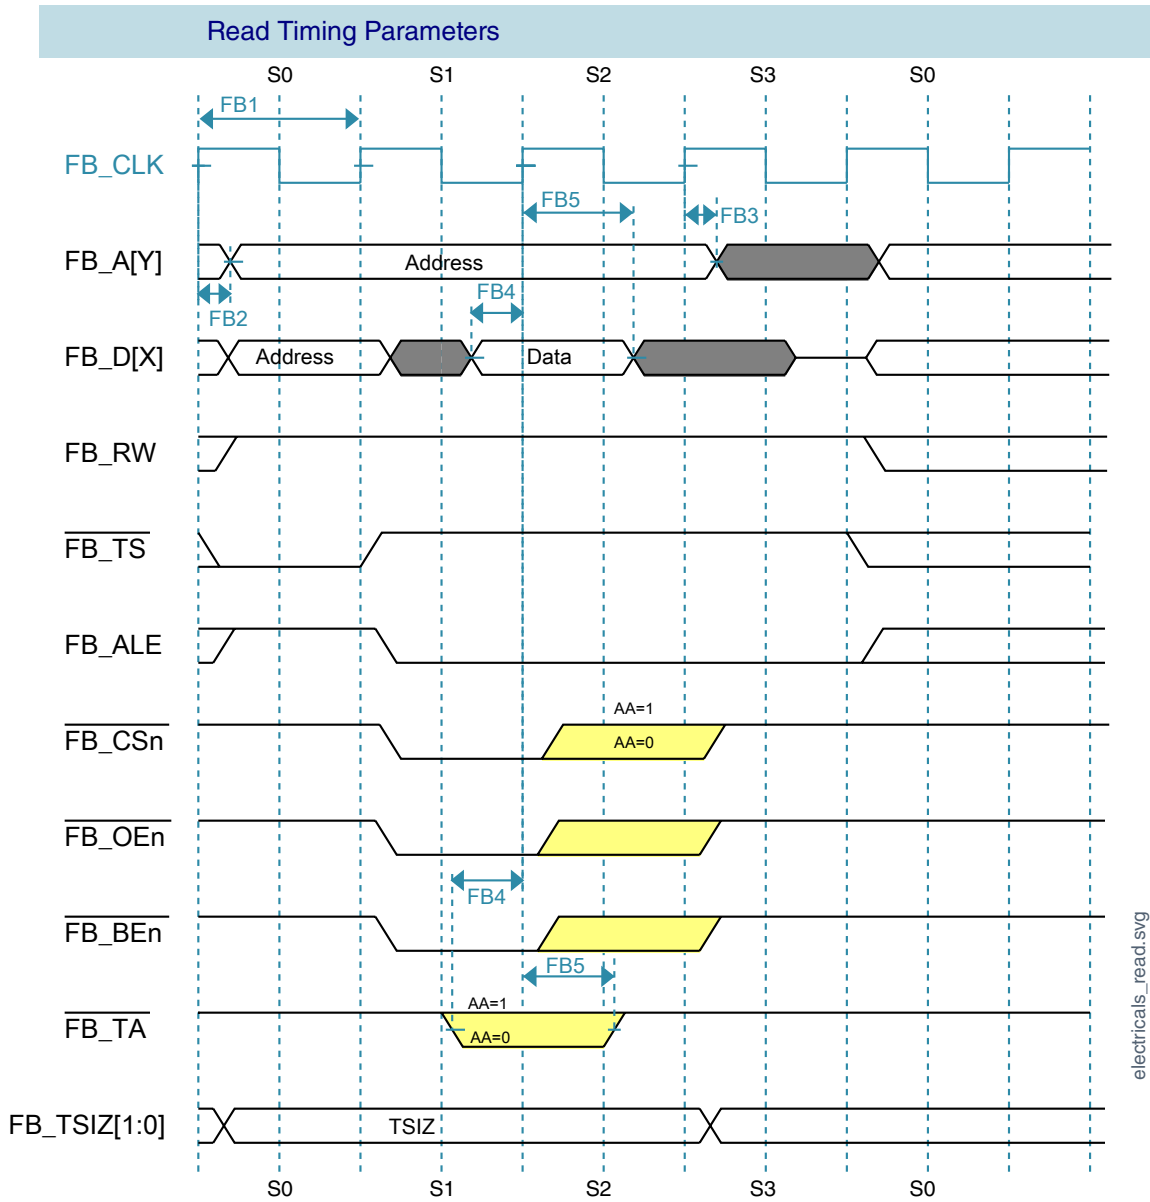 Read Timing Parameters
S0 S1 S2 S3 S0
FB1
FB_CLK
FB5 FB3
FB_A[Y] Address
FB2 FB4
FB_D[X] Address Data
FB_RW
FB_TS
FB_ALE
AA=1
FB_CSn AA=0
FB_OEn
FB4
FB_BEn
FB5
AA=1
FB_TA AA=0
FB_TSIZ[1:0] TSIZ
S0 S1 S2 S3 S0
electricals_read.svg